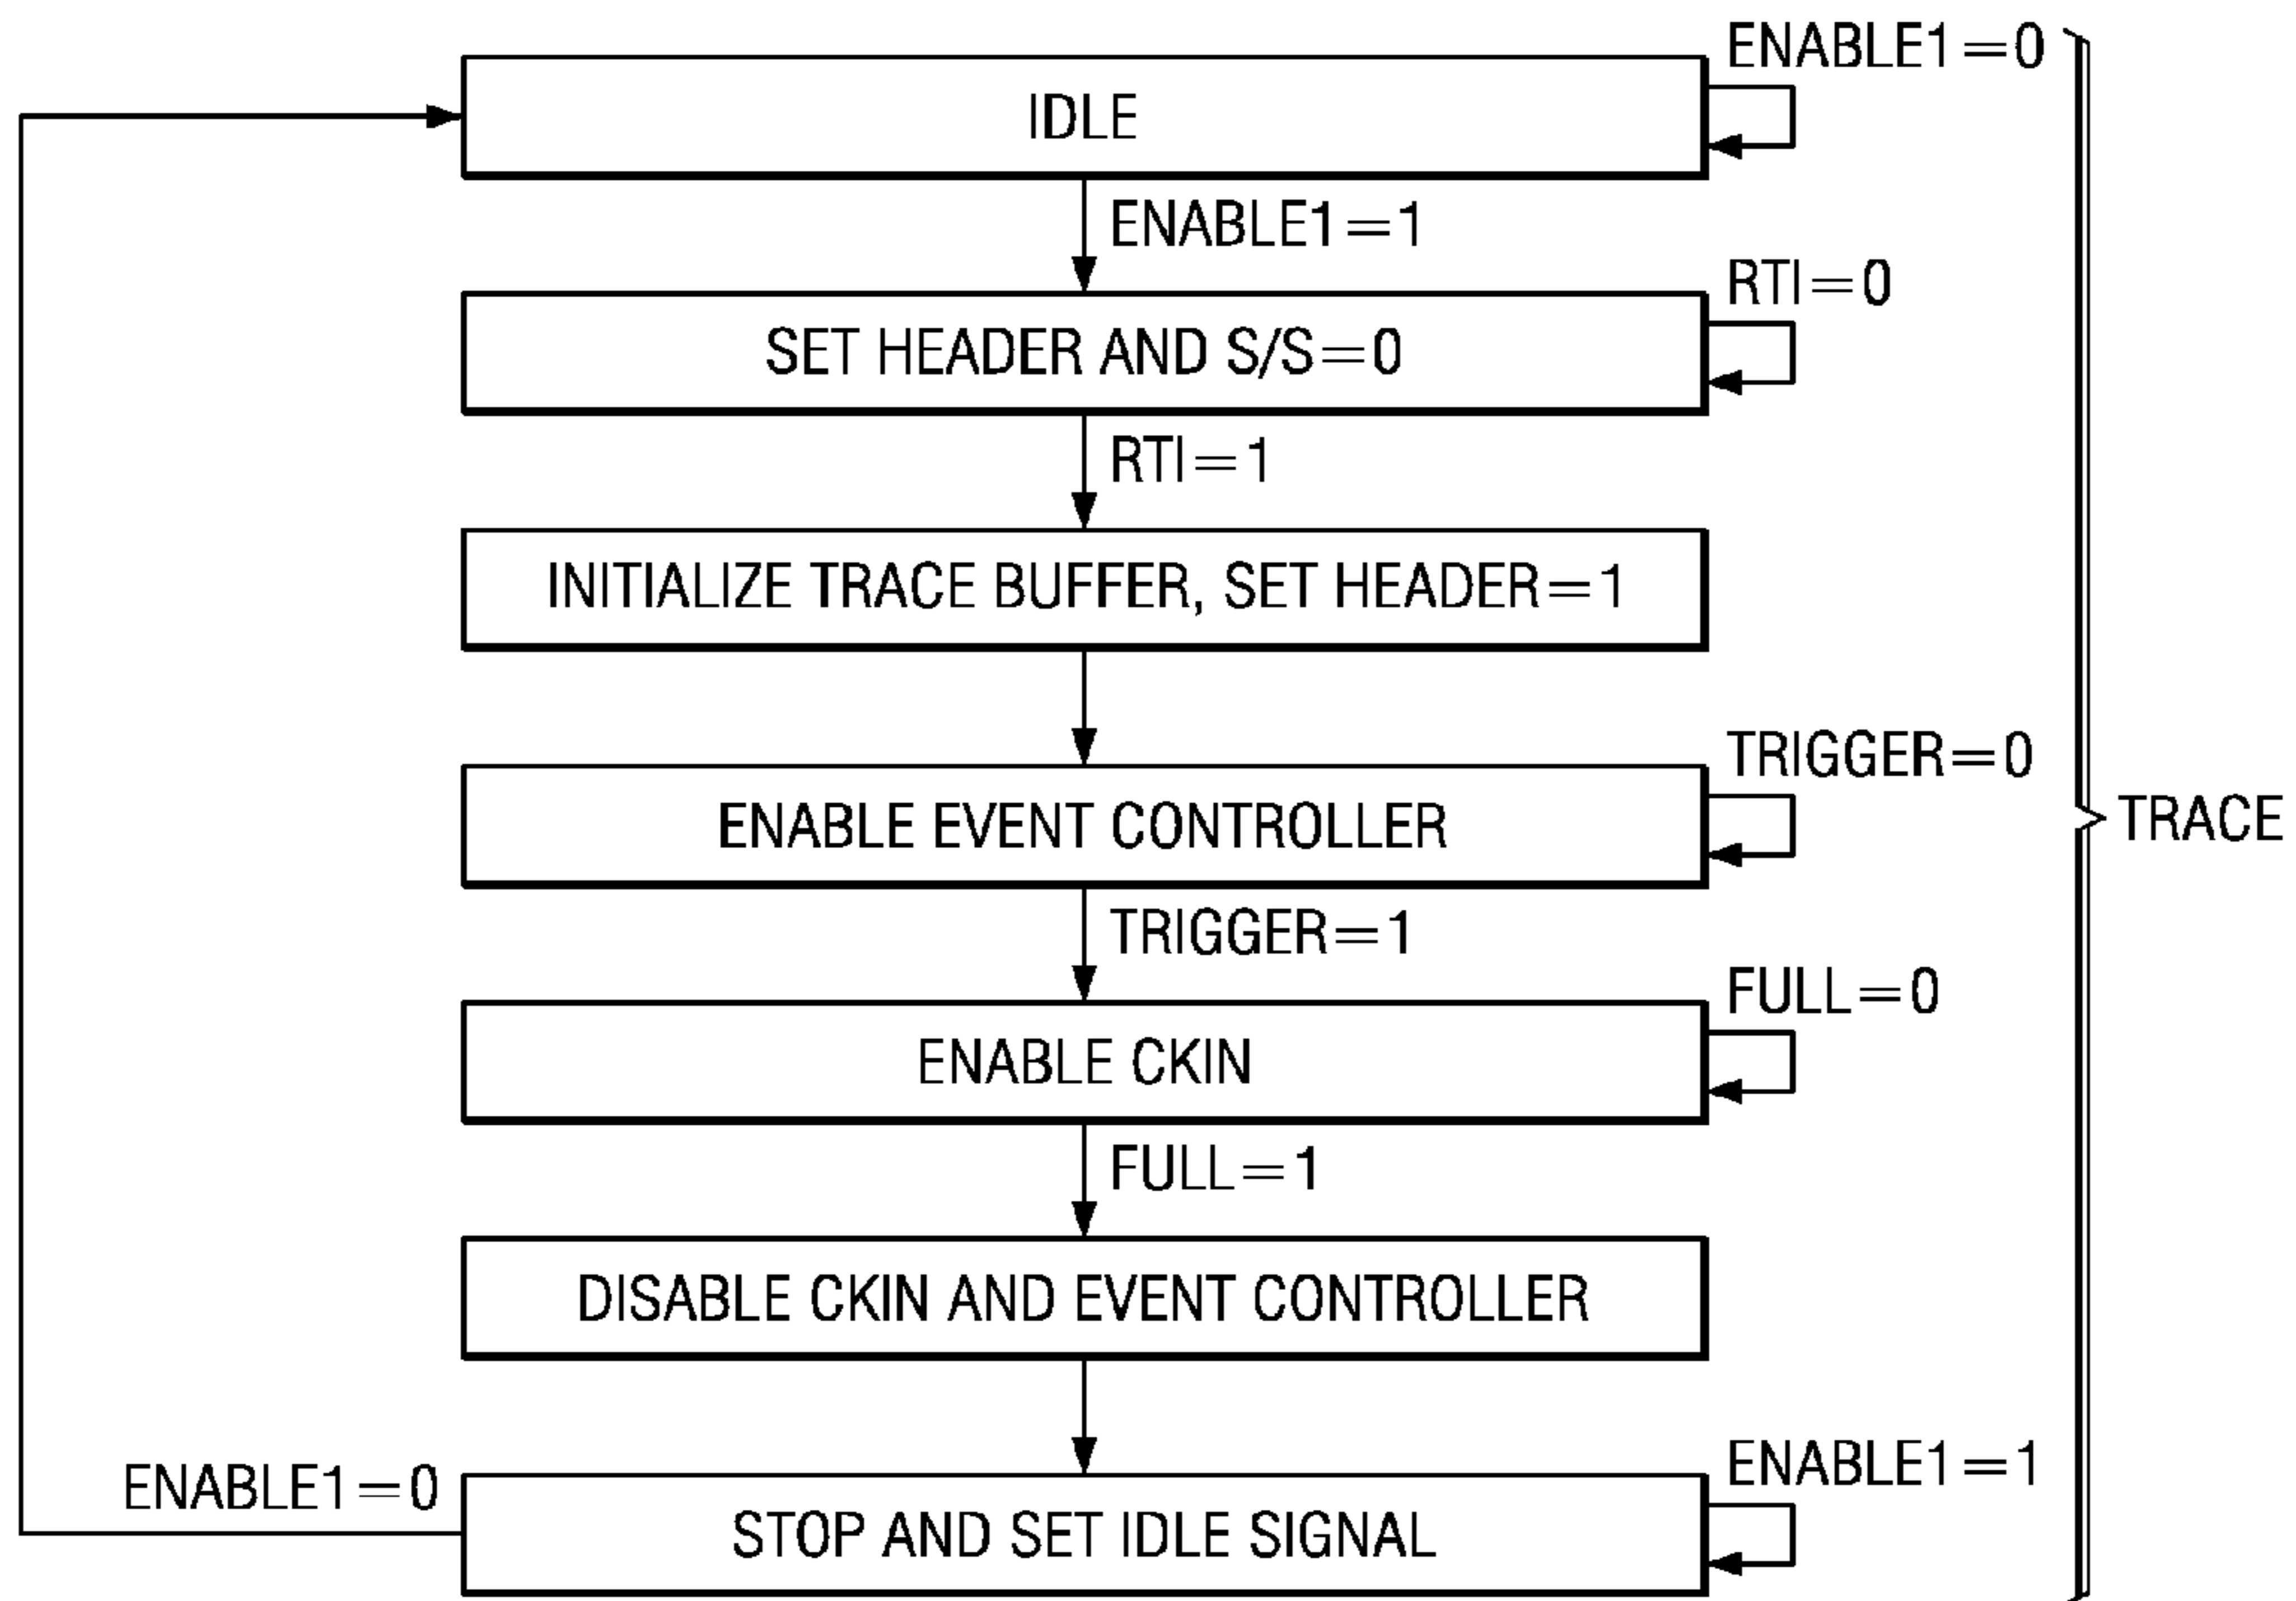 ENABLE1=0
IDLE
ENABLE1=1
RTI=0
SET HEADER AND S/S=0
RTI=1
INITIALIZE TRACE BUFFER, SET HEADER=1
TRIGGER=0
ENABLE EVENT CONTROLLER
TRACE
TRIGGER=1
FULL=0
ENABLE CKIN
FULL=1
DISABLE CKIN AND EVENT CONTROLLER
ENABLE1=1
ENABLE1=0
STOP AND SET IDLE SIGNAL